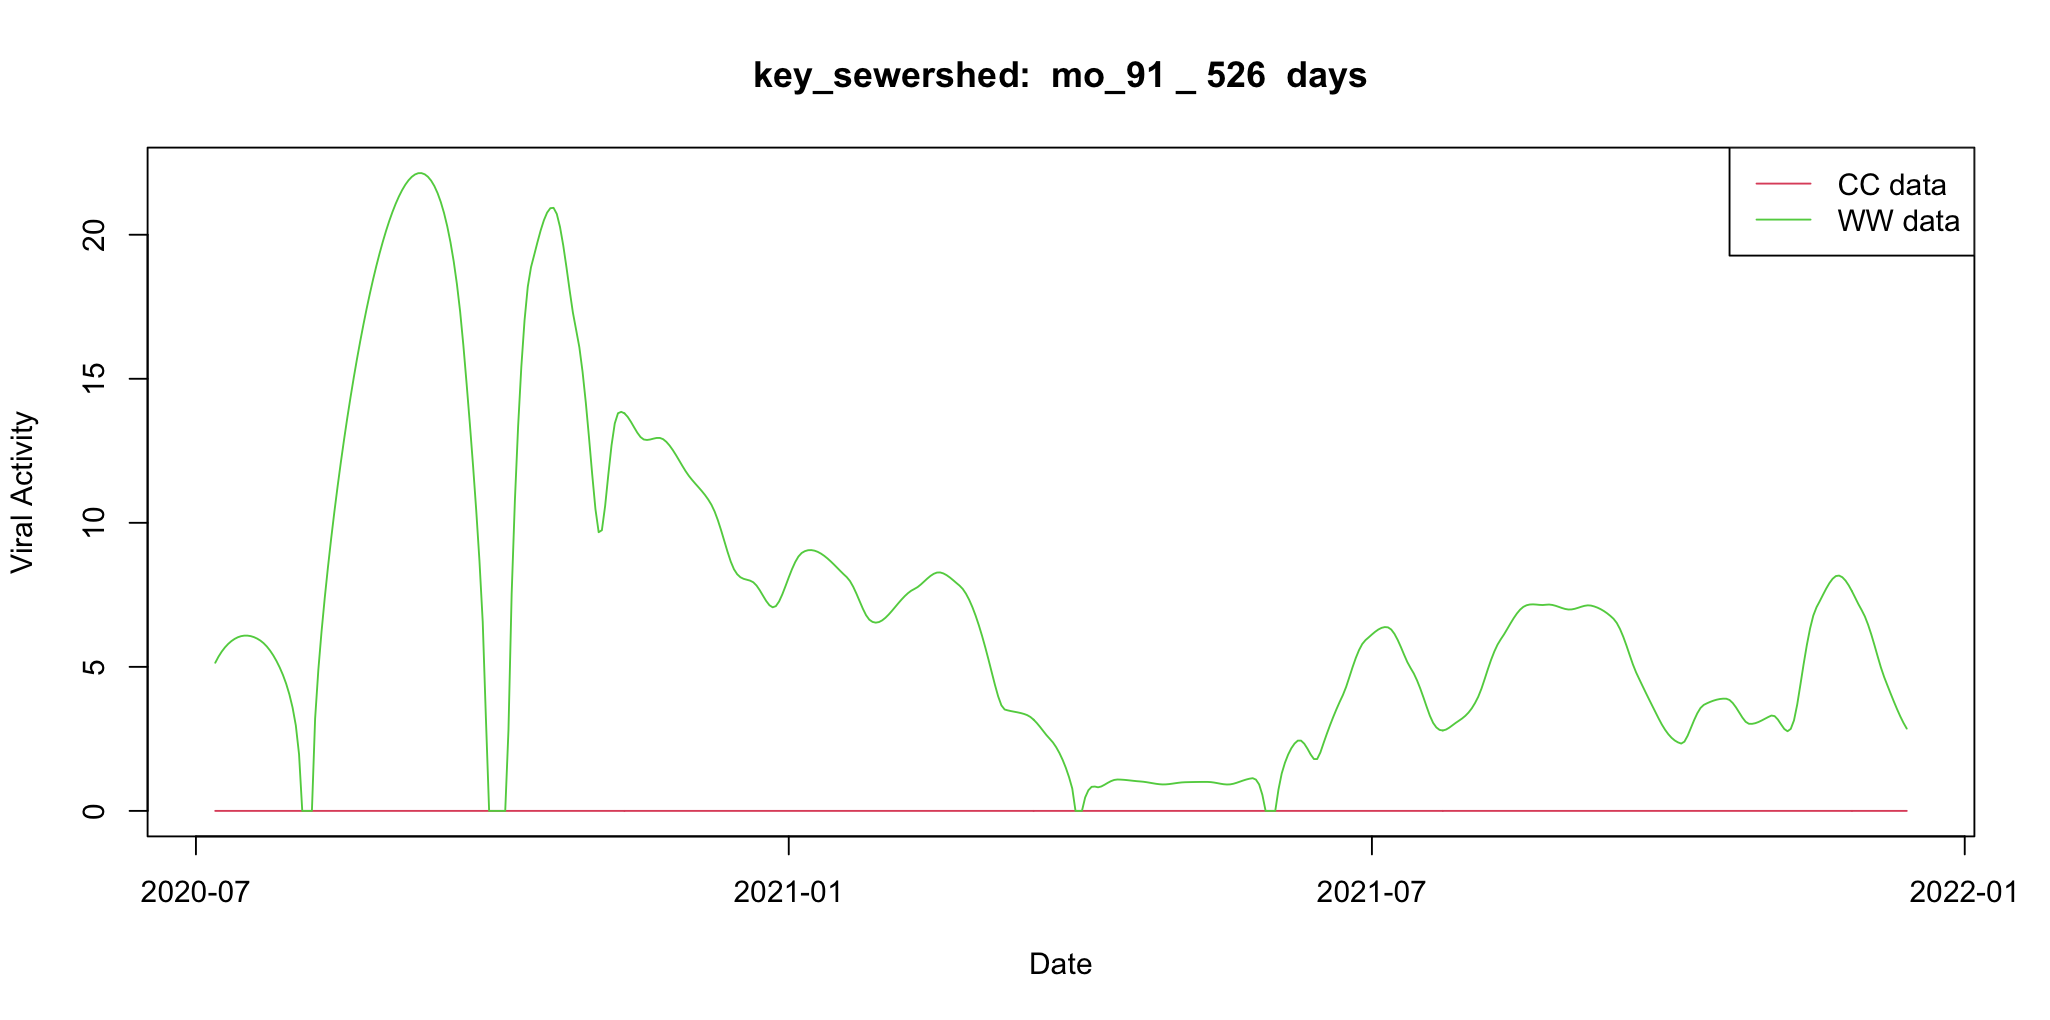 key_sewershed:  mo_91 _ 526  days
CC data
WW data
Viral Activity
20
15
10
5
0
2020-07
2021-01
2021-07
2022-01
Date